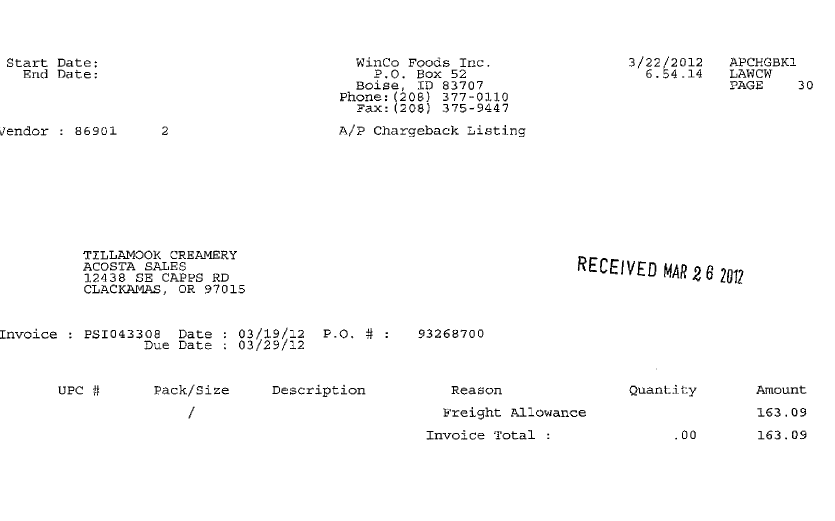 Start Date: WinCo Foods Inc. 3/22/2012 APCHGBK1
End Date: P.O. Box 52 6.54.14 LAWCW
Boise, ID 83707 PAGE 30
Phone:(208) 377-0110
Fax:(208) 375-9447
Vendor : 86901 2 A/P Chargeback Listing
TILLAMOOK CREAMERY
ACOSTA SALES
12438 SE CAPPS RD
CLACKAMAS, OR 97015
RECEIVED MAR 26 2012
Invoice : PSI043308 Date : 03/19/12 P.O. # : 93268700
Due Date : 03/29/12
UPC # Pack/Size Description Reason Quantity Amount
/ Freight Allowance 163.09
Invoice Total : .00 163.09